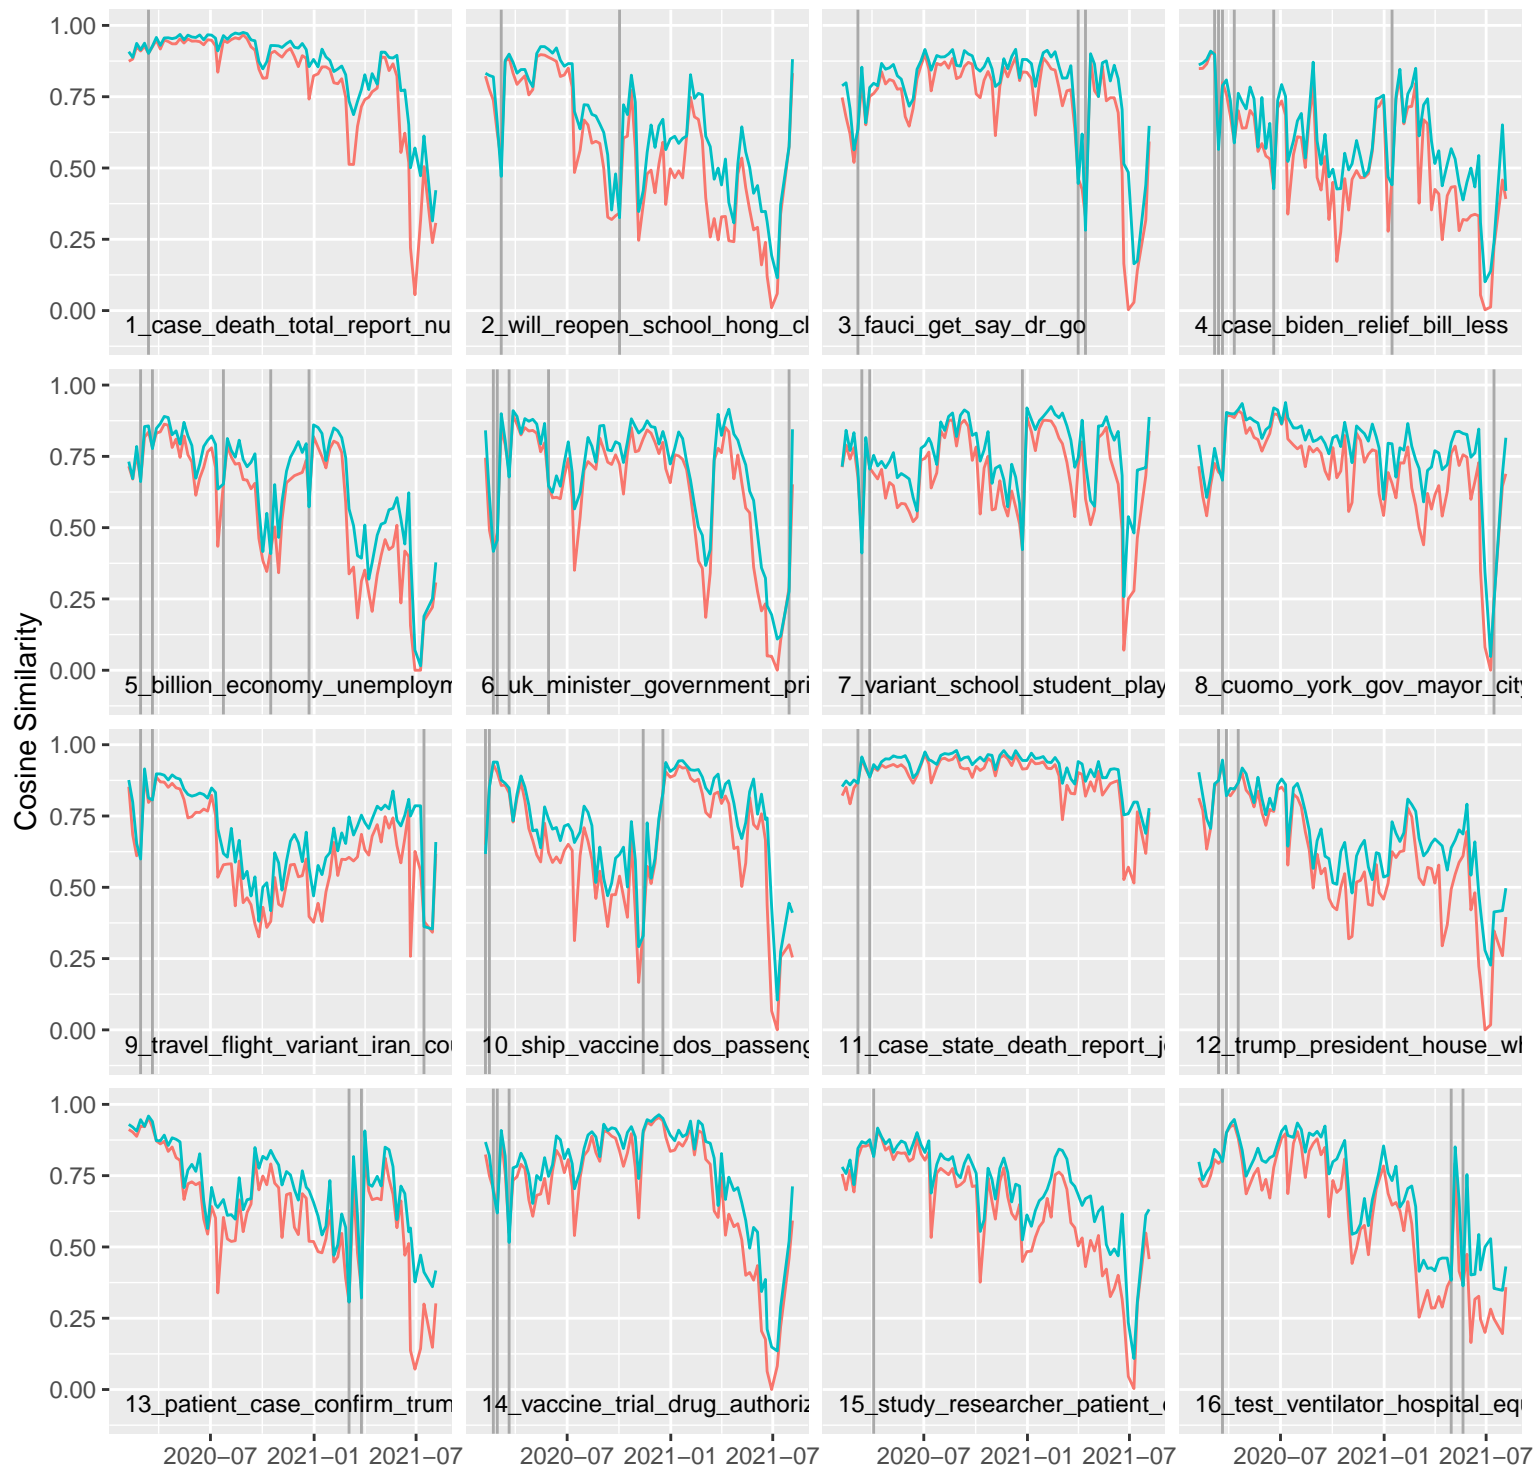 1.00
0.75
0.50
0.25
0.00
1_case_death_total_report_nu
2_will_reopen_school_hong_cl
3_fauci_get_say_dr_go
4_case_biden_relief_bill_less
1.00
0.75
0.50
0.25
0.00
5_billion_economy_unemploym
6_uk_minister_government_pri
7_variant_school_student_play
8_cuomo_york_gov_mayor_city
Cosine Similarity
1.00
0.75
0.50
0.25
0.00
9_travel_flight_variant_iran_cou
10_ship_vaccine_dos_passeng
11_case_state_death_report_j
12_trump_president_house_wh
1.00
0.75
0.50
0.25
0.00
13_patient_case_confirm_trum
14_vaccine_trial_drug_authoriz
15_study_researcher_patient_
16_test_ventilator_hospital_equ
2020−07 2021−01 2021−07
2020−07 2021−01 2021−07
2020−07 2021−01 2021−07
2020−07 2021−01 2021−07